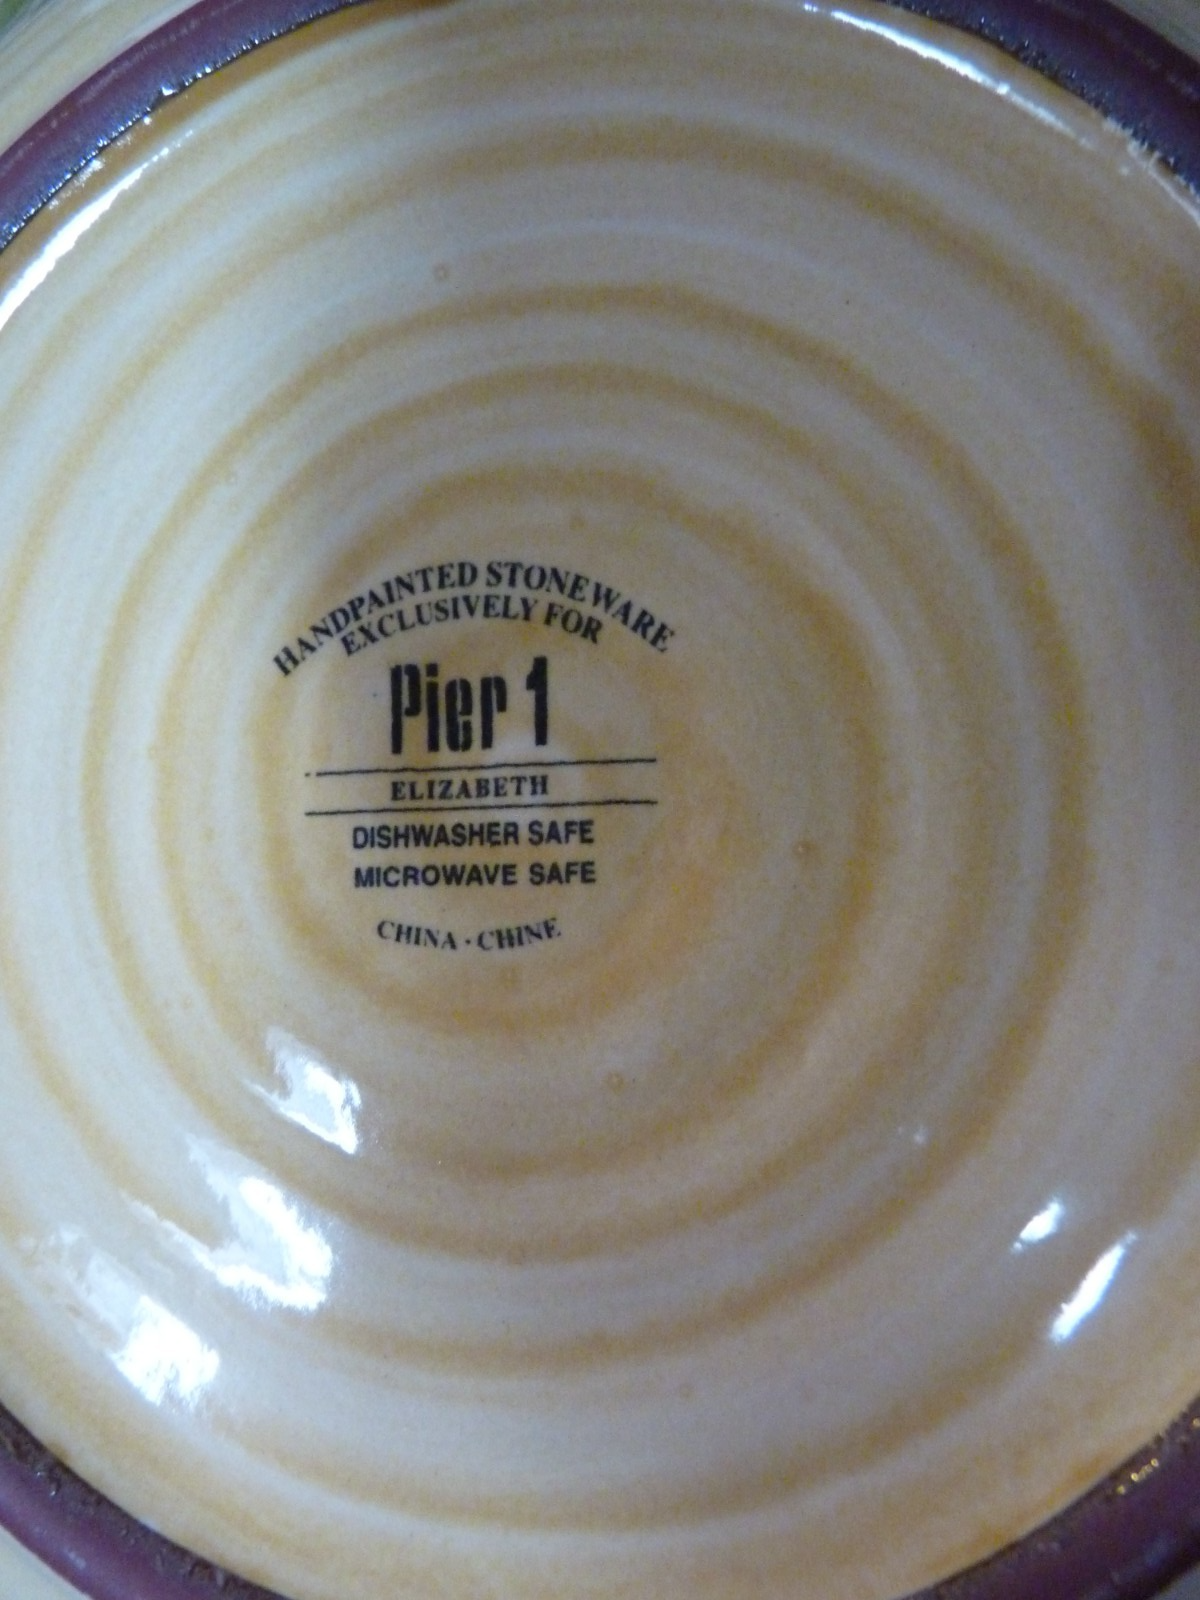 HANDPAINTED STONEWARE
EXCLUSIVELY FOR
Pier 1
ELIZABETH
DISHWASHER SAFE
MICROWAVE SAFE
CHINA · CHINE